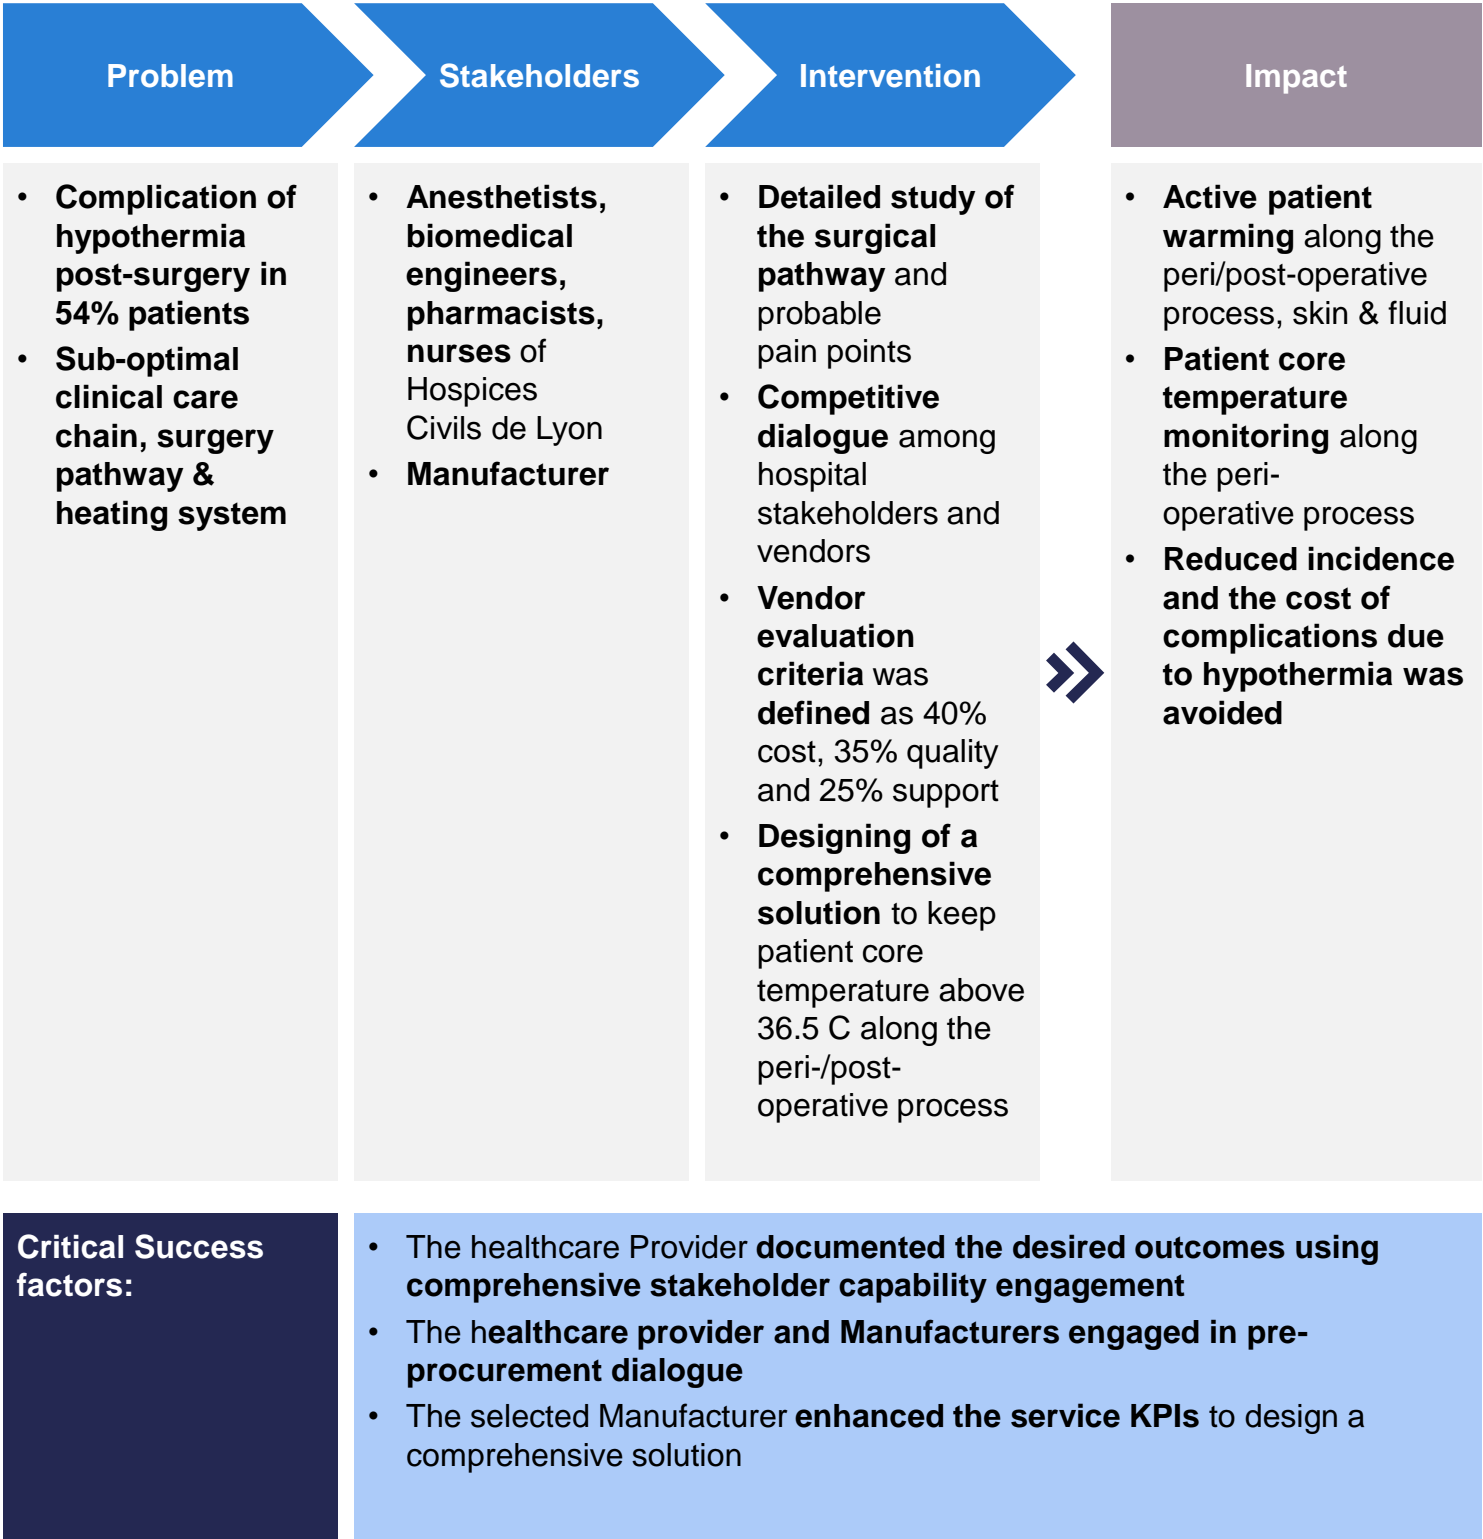 Problem
Stakeholders
Intervention
Impact
• Complication of
hypothermia
post-surgery in
54% patients
• Sub-optimal
clinical care
chain, surgery
pathway &
heating system
• Anesthetists,
biomedical
engineers,
pharmacists,
nurses of
Hospices
Civils de Lyon
• Manufacturer
• Detailed study of
the surgical
pathway and
probable
pain points
• Competitive
dialogue among
hospital
stakeholders and
vendors
• Vendor
evaluation
criteria was
defined as 40%
cost, 35% quality
and 25% support
• Designing of a
comprehensive
solution to keep
patient core
temperature above
36.5 C along the
peri-/post-
operative process
• Active patient
warming along the
peri/post-operative
process, skin & fluid
• Patient core
temperature
monitoring along
the peri-
operative process
• Reduced incidence
and the cost of
complications due
to hypothermia was
avoided
Critical Success
factors:
• The healthcare Provider documented the desired outcomes using
comprehensive stakeholder capability engagement
• The healthcare provider and Manufacturers engaged in pre-
procurement dialogue
• The selected Manufacturer enhanced the service KPIs to design a
comprehensive solution